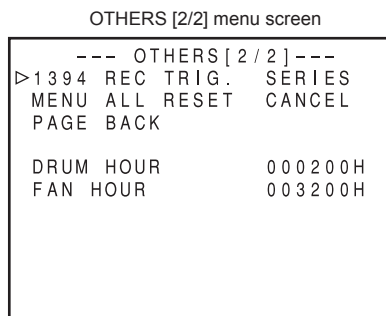 OTHERS [2/2] menu screen
--- OTHERS[2/2]---
▷1394 REC TRIG. SERIES
MENU ALL RESET CANCEL
PAGE BACK
DRUM HOUR 000200H
FAN HOUR 003200H